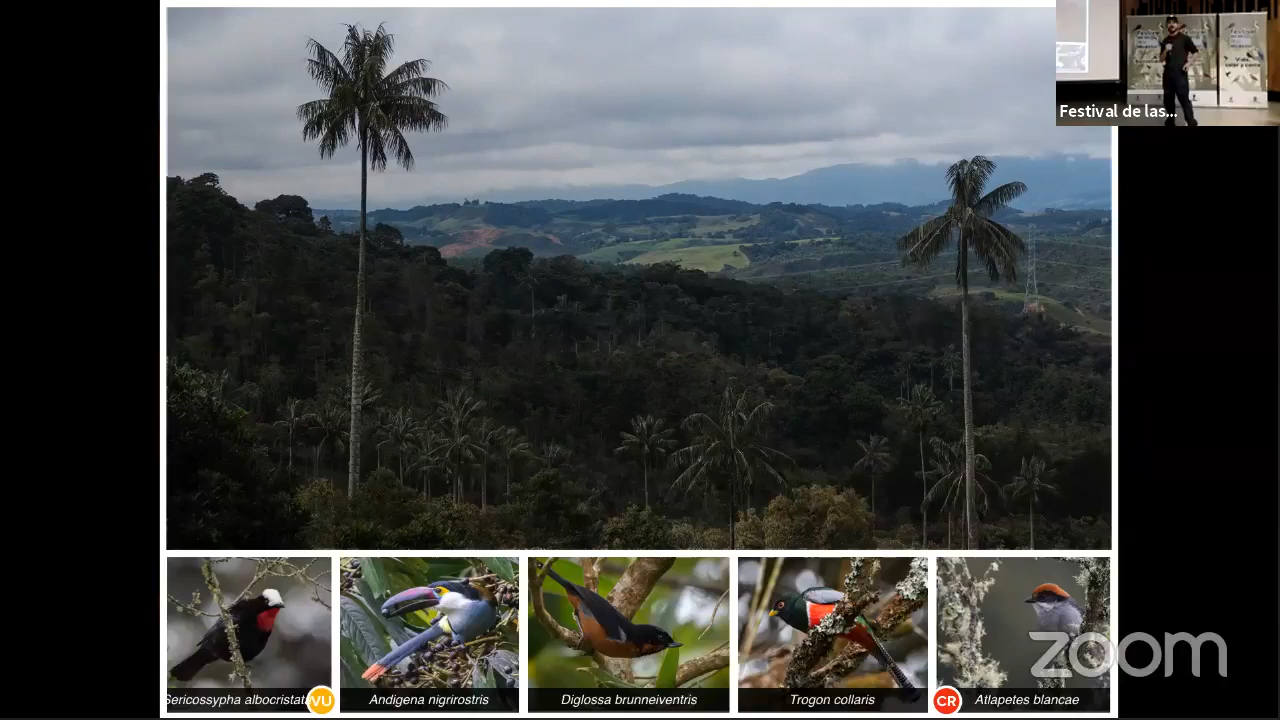 Festival de las...
Sericossypha albocristata
VU
Andigena nigrirostris
Diglossa brunneiventris
Trogon collaris
CR
Atlapetes blancae
zoom